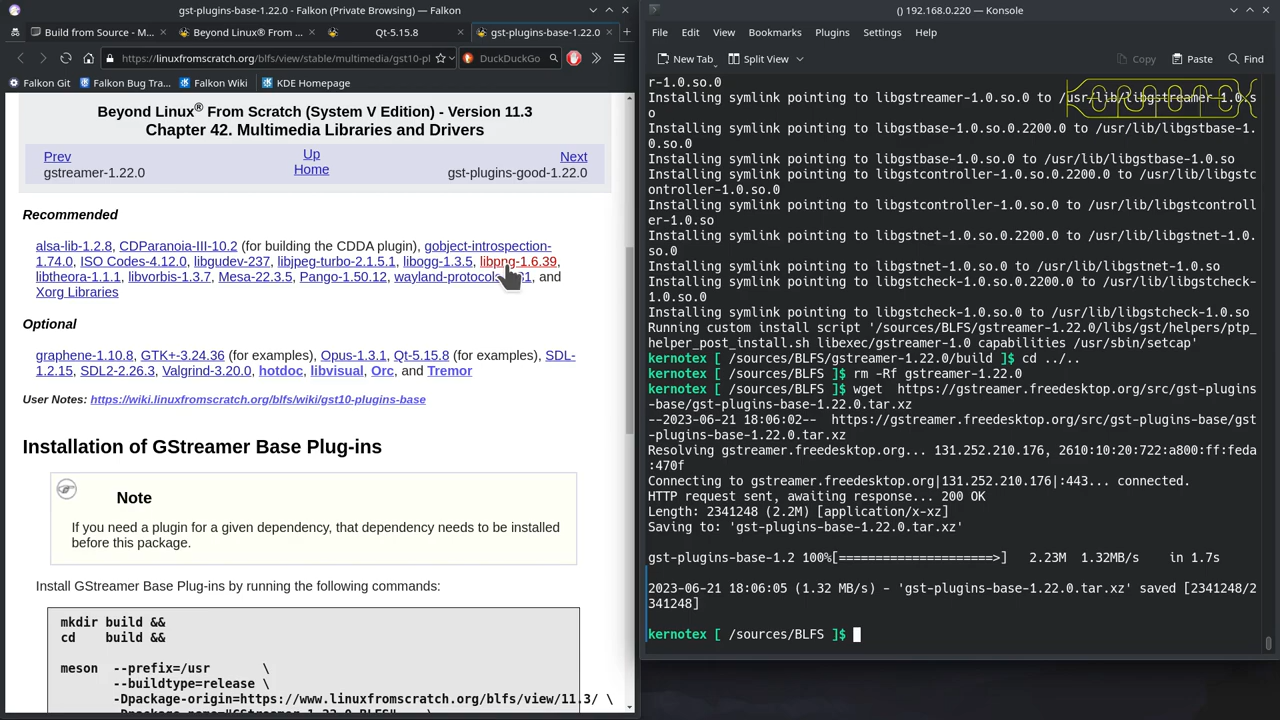 gst-plugins-base-1.22.0 - Falkon (Private Browsing) — Falkon
Build from Source - M...
Beyond Linux® From ...
Qt-5.15.8
gst-plugins-base-1.22.0
https://linuxfromscratch.org/blfs/view/stable/multimedia/gst10-pl
DuckDuckGo
Falkon Git
Falkon Bug Tra...
Falkon Wiki
KDE Homepage
Beyond Linux® From Scratch (System V Edition) - Version 11.3
Chapter 42. Multimedia Libraries and Drivers
Prev
Up
Next
gstreamer-1.22.0
Home
gst-plugins-good-1.22.0
Recommended
alsa-lib-1.2.8, CDParanoia-III-10.2 (for building the CDDA plugin), gobject-introspection-
1.74.0, ISO Codes-4.12.0, libgudev-237, libjpeg-turbo-2.1.5.1, libogg-1.3.5, libpng-1.6.39,
libtheora-1.1.1, libvorbis-1.3.7, Mesa-22.3.5, Pango-1.50.12, wayland-protocols 31, and
Xorg Libraries
Optional
graphene-1.10.8, GTK+-3.24.36 (for examples), Opus-1.3.1, Qt-5.15.8 (for examples), SDL-
1.2.15, SDL2-2.26.3, Valgrind-3.20.0, hotdoc, libvisual, Orc, and Tremor
User Notes: https://wiki.linuxfromscratch.org/blfs/wiki/gst10-plugins-base
Installation of GStreamer Base Plug-ins
Note
If you need a plugin for a given dependency, that dependency needs to be installed
before this package.
Install GStreamer Base Plug-ins by running the following commands:
mkdir build &&
cd    build &&
meson  --prefix=/usr       \
--buildtype=release \
-Dpackage-origin=https://www.linuxfromscratch.org/blfs/view/11.3/ \
-Dpackage-name="GStreamer 1.22.0 BLFS"    \
() 192.168.0.220 — Konsole
File Edit View Bookmarks Plugins Settings Help
New Tab
Split View
Copy
Paste
Find
r-1.0.so.0
Installing symlink pointing to libgstreamer-1.0.so.0 to /usr/lib/libgstreamer-1.0.s
o
Installing symlink pointing to libgstbase-1.0.so.0.2200.0 to /usr/lib/libgstbase-1.
0.so.0
Installing symlink pointing to libgstbase-1.0.so.0 to /usr/lib/libgstbase-1.0.so
Installing symlink pointing to libgstcontroller-1.0.so.0.2200.0 to /usr/lib/libgstc
ontroller-1.0.so.0
Installing symlink pointing to libgstcontroller-1.0.so.0 to /usr/lib/libgstcontroll
er-1.0.so
Installing symlink pointing to libgstnet-1.0.so.0.2200.0 to /usr/lib/libgstnet-1.0.
so.0
Installing symlink pointing to libgstnet-1.0.so.0 to /usr/lib/libgstnet-1.0.so
Installing symlink pointing to libgstcheck-1.0.so.0.2200.0 to /usr/lib/libgstcheck-
1.0.so.0
Installing symlink pointing to libgstcheck-1.0.so.0 to /usr/lib/libgstcheck-1.0.so
Running custom install script '/sources/BLFS/gstreamer-1.22.0/libs/gst/helpers/ptp_
helper_post_install.sh libexec/gstreamer-1.0 capabilities /usr/sbin/setcap'
kernotex [ /sources/BLFS/gstreamer-1.22.0/build ]$ cd ../..
kernotex [ /sources/BLFS ]$ rm -Rf gstreamer-1.22.0
kernotex [ /sources/BLFS ]$ wget  https://gstreamer.freedesktop.org/src/gst-plugins
-base/gst-plugins-base-1.22.0.tar.xz
--2023-06-21 18:06:02--  https://gstreamer.freedesktop.org/src/gst-plugins-base/gst
-plugins-base-1.22.0.tar.xz
Resolving gstreamer.freedesktop.org... 131.252.210.176, 2610:10:20:722:a800:ff:feda
:470f
Connecting to gstreamer.freedesktop.org|131.252.210.176|:443... connected.
HTTP request sent, awaiting response... 200 OK
Length: 2341248 (2.2M) [application/x-xz]
Saving to: 'gst-plugins-base-1.22.0.tar.xz'
gst-plugins-base-1.2 100%[=====================>]   2.23M  1.32MB/s    in 1.7s
2023-06-21 18:06:05 (1.32 MB/s) - 'gst-plugins-base-1.22.0.tar.xz' saved [2341248/2
341248]
kernotex [ /sources/BLFS ]$